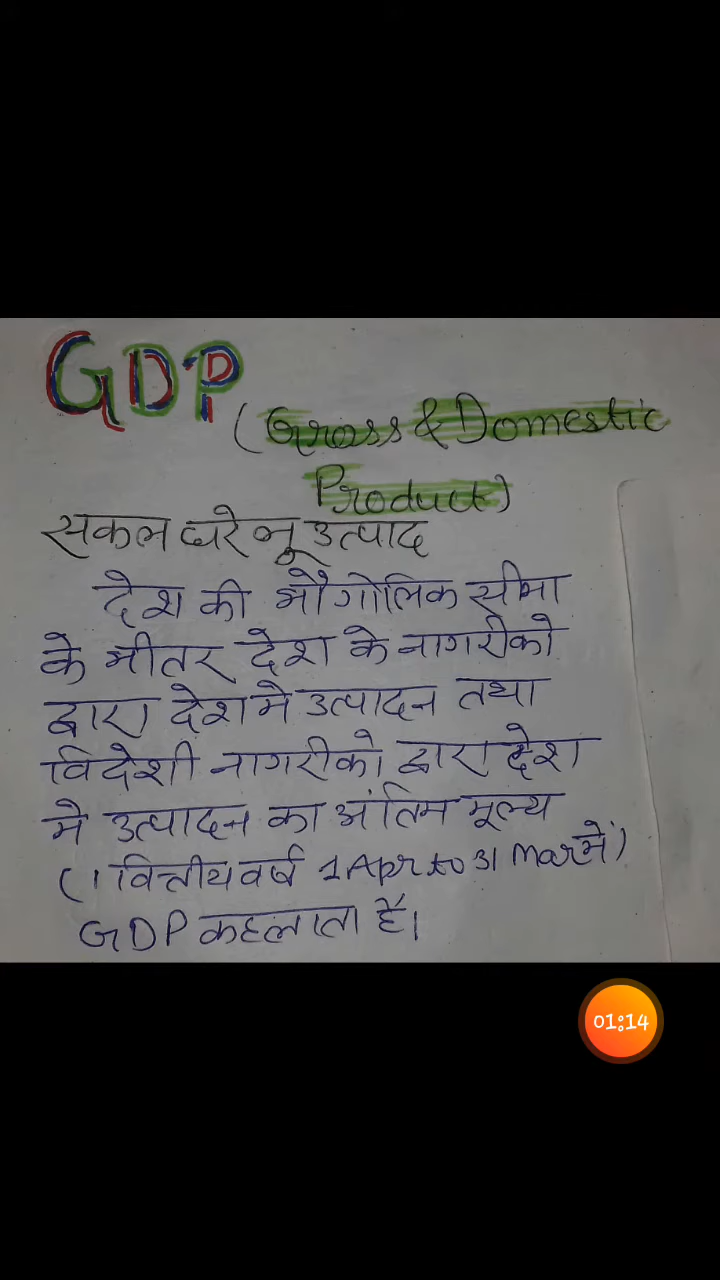 GDP
(Gross & Domestic
Product)
सकल घरेलू उत्पाद
देश की भौगोलिक सीमा
के भीतर देश के नागरीको
द्वारा देश मे उत्पादन तथा
विदेशी नागरीको द्वारा देश
मे उत्पादन का अंतिम मूल्य
(1 वित्तीय वर्ष 1 Apr to 31 Mar में)
GDP कहलाता है।
01:14